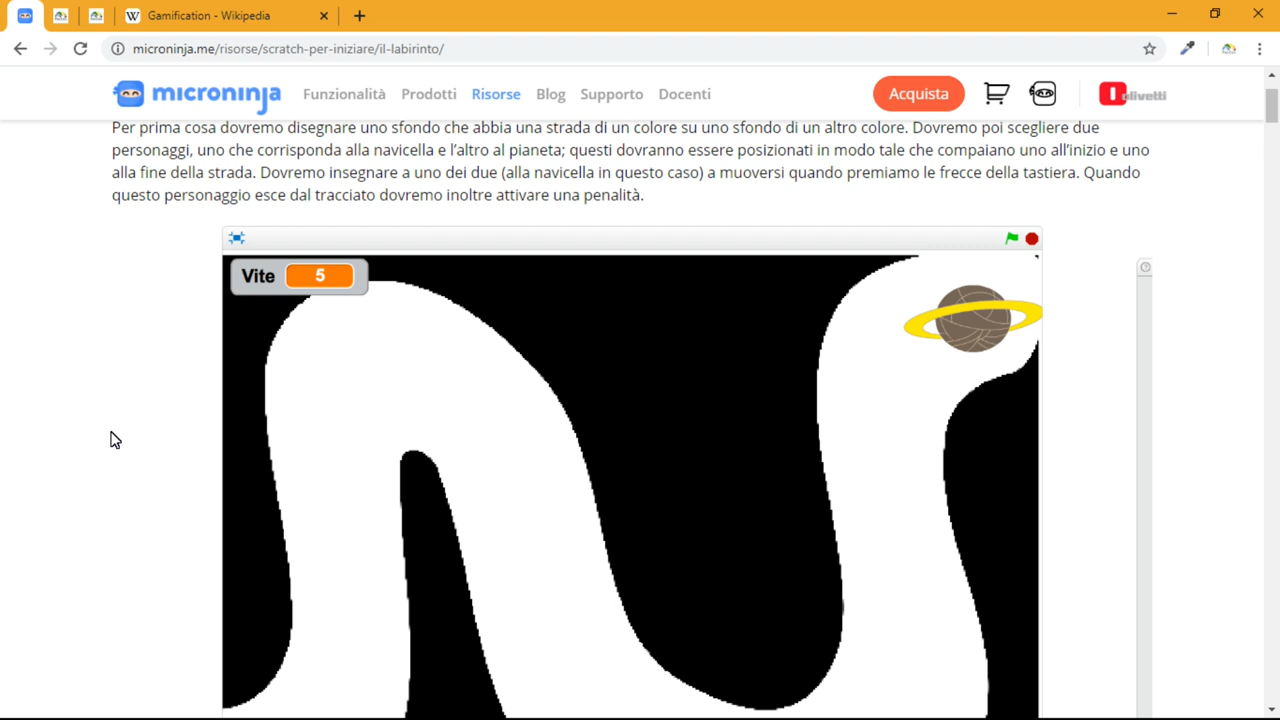 Gamification - Wikipedia
microninja.me/risorse/scratch-per-iniziare/il-labirinto/
microninja Funzionalità Prodotti Risorse Blog Supporto Docenti Acquista olivetti
Per prima cosa dovremo disegnare uno sfondo che abbia una strada di un colore su uno sfondo di un altro colore. Dovremo poi scegliere due
personaggi, uno che corrisponda alla navicella e l’altro al pianeta; questi dovranno essere posizionati in modo tale che compaiano uno all’inizio e uno
alla fine della strada. Dovremo insegnare a uno dei due (alla navicella in questo caso) a muoversi quando premiamo le frecce della tastiera. Quando
questo personaggio esce dal tracciato dovremo inoltre attivare una penalità.
Vite 5